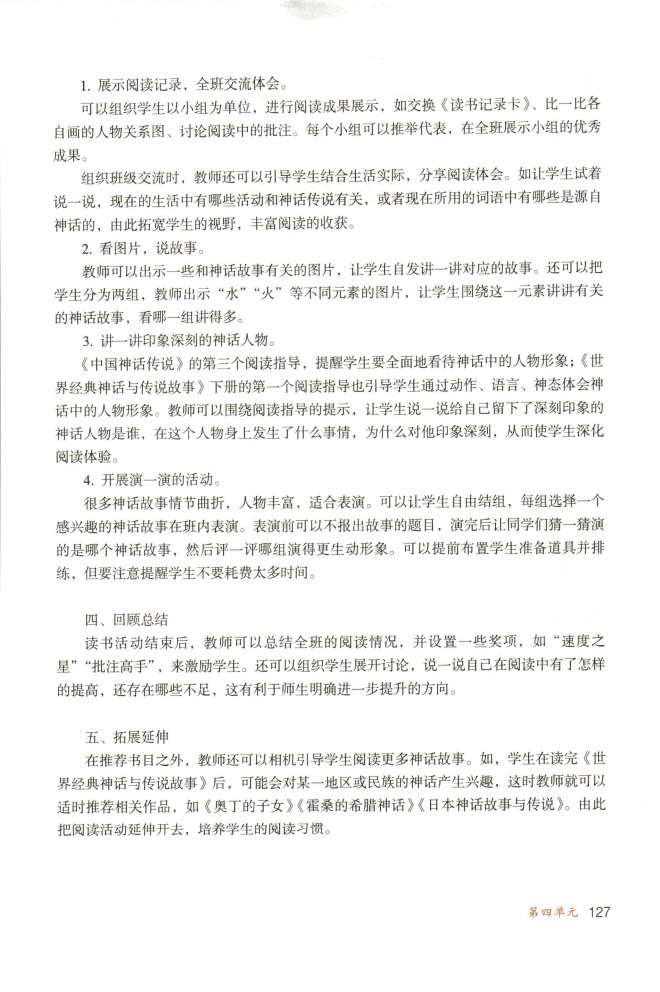 1. 展示阅读记录，全班交流体会。
可以组织学生以小组为单位，进行阅读成果展示，如交换《读书记录卡》、比一比各
自画的人物关系图、讨论阅读中的批注。每个小组可以推举代表，在全班展示小组的优秀
成果。
组织班级交流时，教师还可以引导学生结合生活实际，分享阅读体会。如让学生试着
说一说，现在的生活中有哪些活动和神话传说有关，或者现在所用的词语中有哪些是源自
神话的，由此拓宽学生的视野，丰富阅读的收获。
2. 看图片，说故事。
教师可以出示一些和神话故事有关的图片，让学生自发讲一讲对应的故事。还可以把
学生分为两组，教师出示“水”“火”等不同元素的图片，让学生围绕这一元素讲讲有关
的神话故事，看哪一组讲得多。
3. 讲一讲印象深刻的神话人物。
《中国神话传说》的第三个阅读指导，提醒学生要全面地看待神话中的人物形象；《世
界经典神话与传说故事》下册的第一个阅读指导也引导学生通过动作、语言、神态体会神
话中的人物形象。教师可以围绕阅读指导的提示，让学生说一说给自己留下了深刻印象的
神话人物是谁，在这个人物身上发生了什么事情，为什么对他印象深刻，从而使学生深化
阅读体验。
4. 开展演一演的活动。
很多神话故事情节曲折，人物丰富，适合表演。可以让学生自由结组，每组选择一个
感兴趣的神话故事在班内表演。表演前可以不报出故事的题目，演完后让同学们猜一猜演
的是哪个神话故事，然后评一评哪组演得更生动形象。可以提前布置学生准备道具并排
练，但要注意提醒学生不要耗费太多时间。
四、回顾总结
读书活动结束后，教师可以总结全班的阅读情况，并设置一些奖项，如“速度之
星”“批注高手”，来激励学生。还可以组织学生展开讨论，说一说自己在阅读中有了怎样
的提高，还存在哪些不足，这有利于师生明确进一步提升的方向。
五、拓展延伸
在推荐书目之外，教师还可以相机引导学生阅读更多神话故事。如，学生在读完《世
界经典神话与传说故事》后，可能会对某一地区或民族的神话产生兴趣，这时教师就可以
适时推荐相关作品，如《奥丁的子女》《霍桑的希腊神话》《日本神话故事与传说》。由此
把阅读活动延伸开去，培养学生的阅读习惯。
第四单元 127